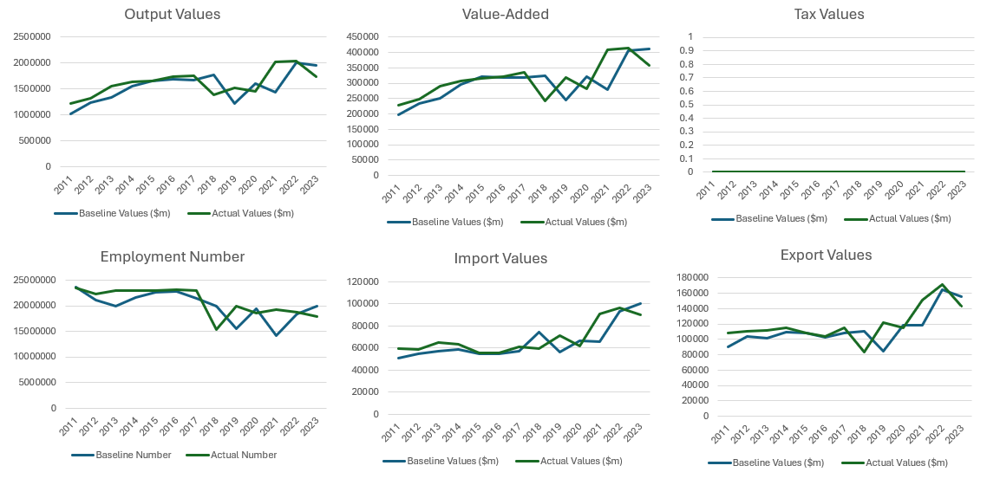 Output Values
2500000
2000000
1500000
1000000
500000
0
2011 2012 2013 2014 2015 2016 2017 2018 2019 2020 2021 2022 2023
Baseline Values ($m) Actual Values ($m)
Value-Added
450000
400000
350000
300000
250000
200000
150000
100000
50000
0
2011 2012 2013 2014 2015 2016 2017 2018 2019 2020 2021 2022 2023
Baseline Values ($m) Actual Values ($m)
Tax Values
1
0.9
0.8
0.7
0.6
0.5
0.4
0.3
0.2
0.1
0
2011 2012 2013 2014 2015 2016 2017 2018 2019 2020 2021 2022 2023
Baseline Values ($m) Actual Values ($m)
Employment Number
25000000
20000000
15000000
10000000
5000000
0
2011 2012 2013 2014 2015 2016 2017 2018 2019 2020 2021 2022 2023
Baseline Number Actual Number
Import Values
120000
100000
80000
60000
40000
20000
0
2011 2012 2013 2014 2015 2016 2017 2018 2019 2020 2021 2022 2023
Baseline Values ($m) Actual Values ($m)
Export Values
180000
160000
140000
120000
100000
80000
60000
40000
20000
0
2011 2012 2013 2014 2015 2016 2017 2018 2019 2020 2021 2022 2023
Baseline Values ($m) Actual Values ($m)